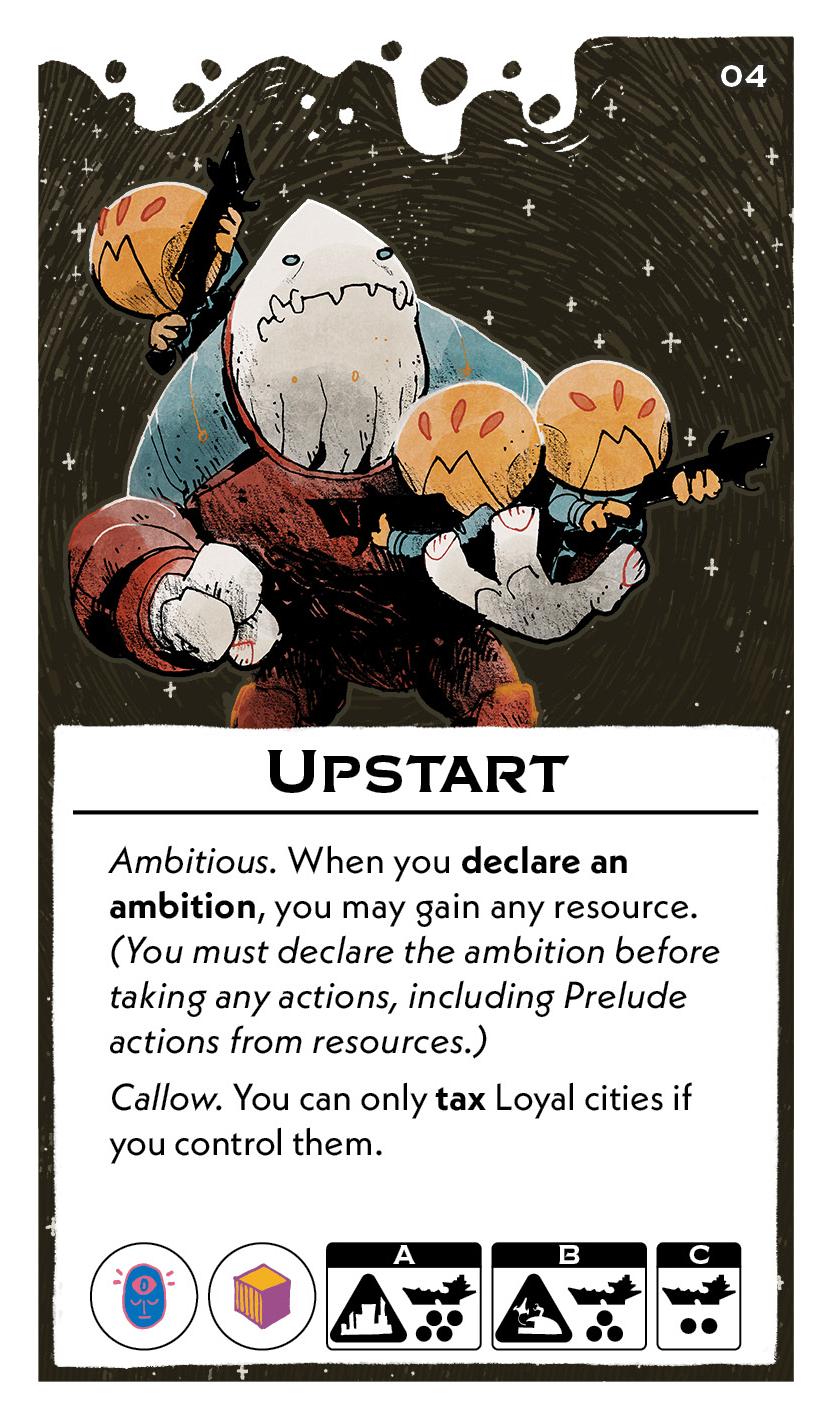 04
UPSTART
Ambitious. When you declare an
ambition, you may gain any resource.
(You must declare the ambition before
taking any actions, including Prelude
actions from resources.)
Callow. You can only tax Loyal cities if
you control them.
A B C